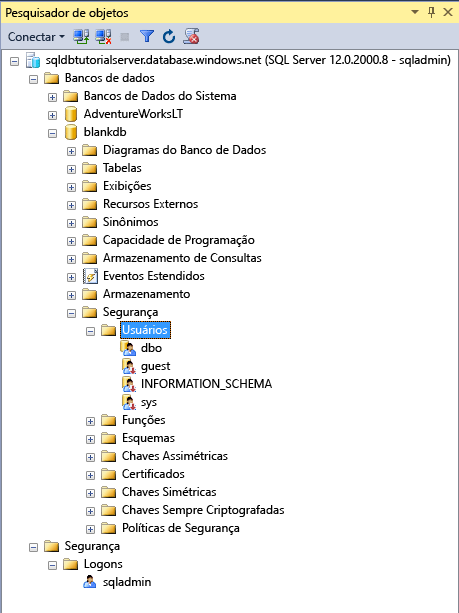 Pesquisador de objetos
Conectar
sqldbtutorialserver.database.windows.net (SQL Server 12.0.2000.8 - sqladmin)
Bancos de dados
Bancos de Dados do Sistema
AdventureWorksLT
blankdb
Diagramas do Banco de Dados
Tabelas
Exibições
Recursos Externos
Sinônimos
Capacidade de Programação
Armazenamento de Consultas
Eventos Estendidos
Armazenamento
Segurança
Usuários
dbo
guest
INFORMATION_SCHEMA
sys
Funções
Esquemas
Chaves Assimétricas
Certificados
Chaves Simétricas
Chaves Sempre Criptografadas
Políticas de Segurança
Segurança
Logons
sqladmin